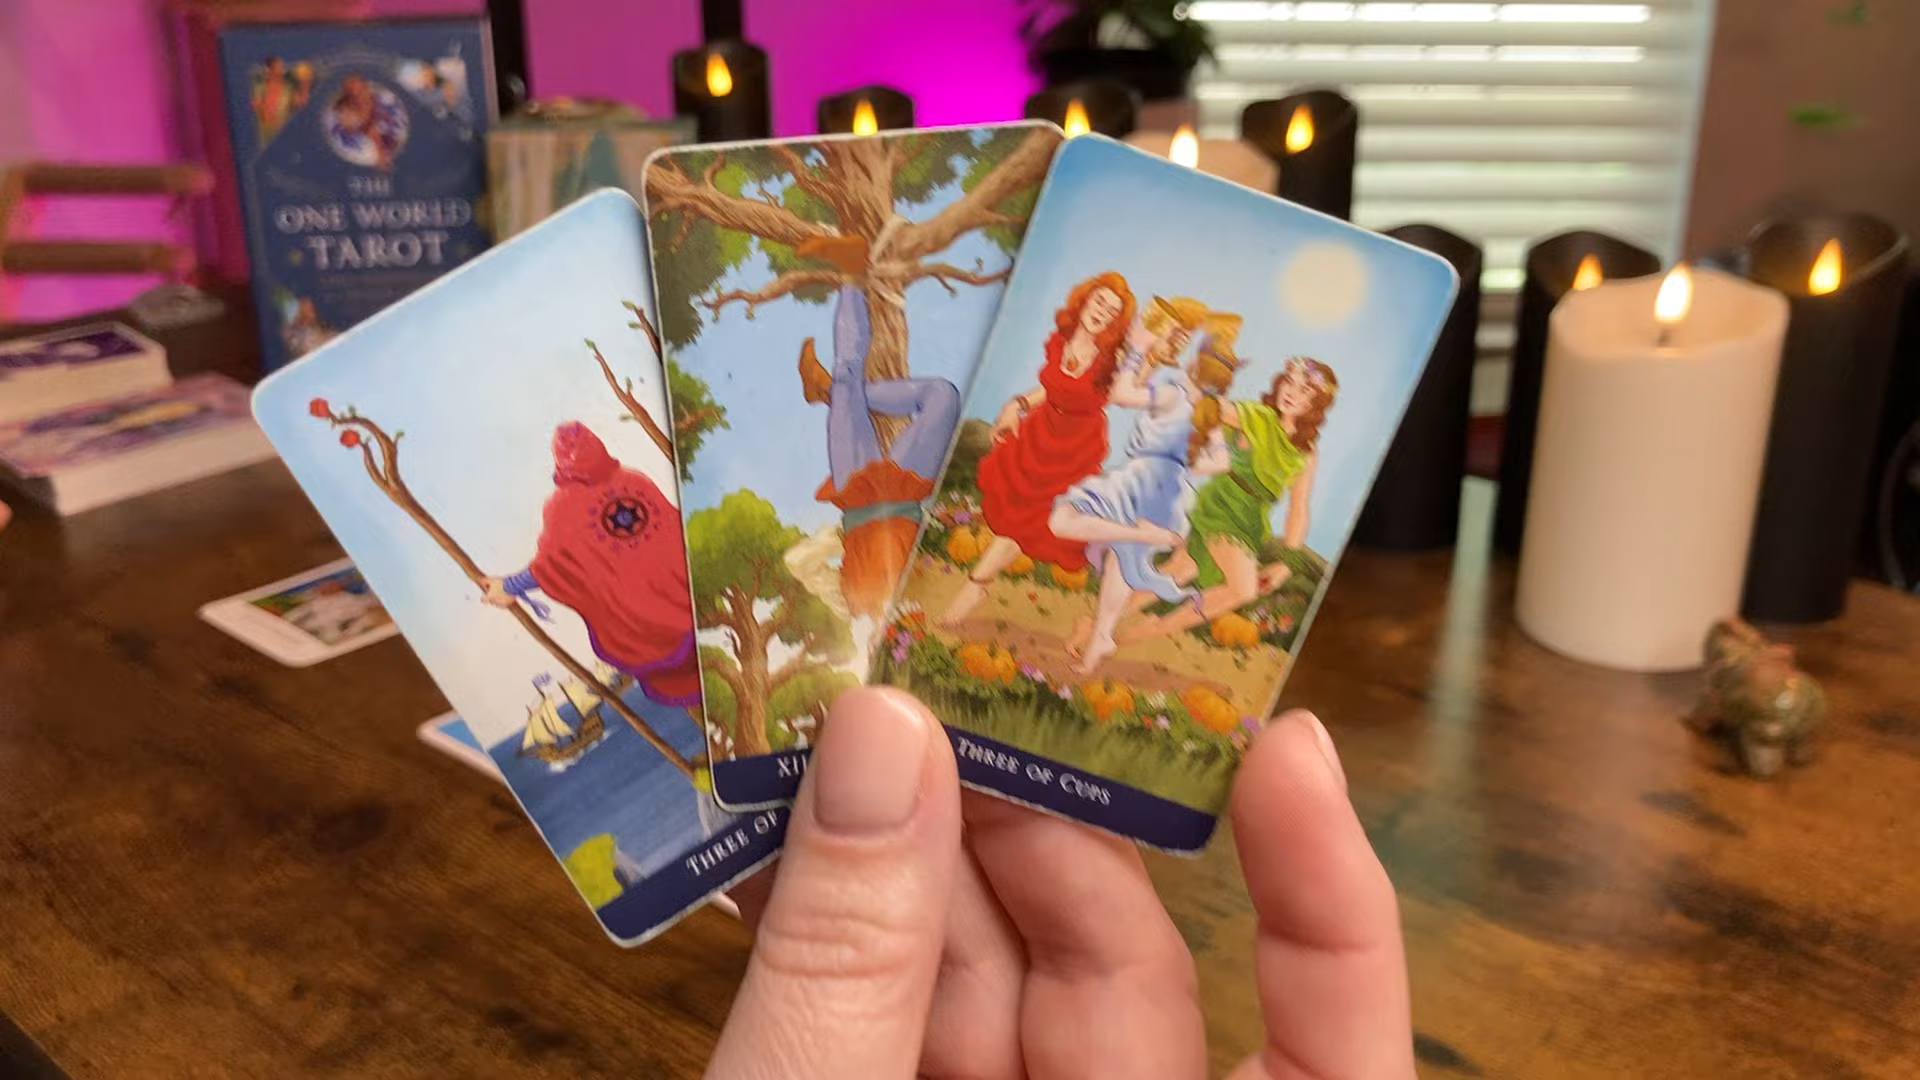 THE
ONE WORLD
TAROT
THREE OF
XII
THREE OF CUPS